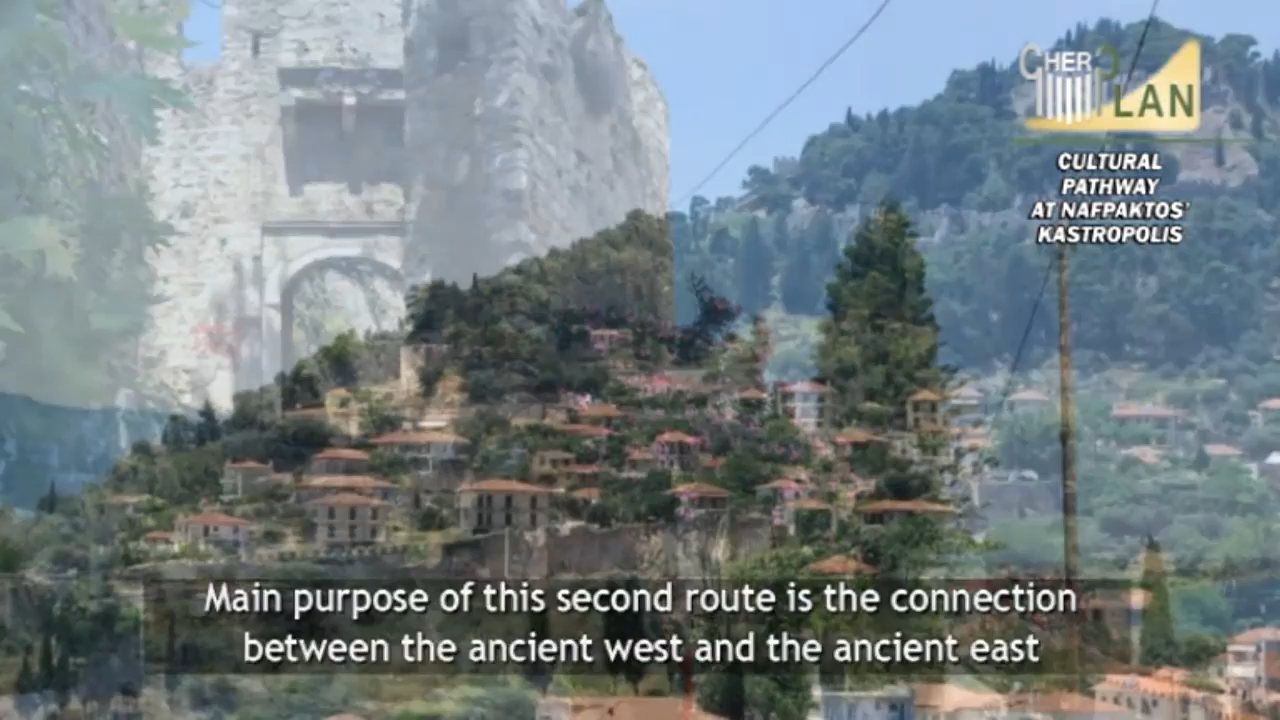 CHER
PLAN
CULTURAL
PATHWAY
AT NAFPAKTOS'
KASTROPOLIS
Main purpose of this second route is the connection
between the ancient west and the ancient east